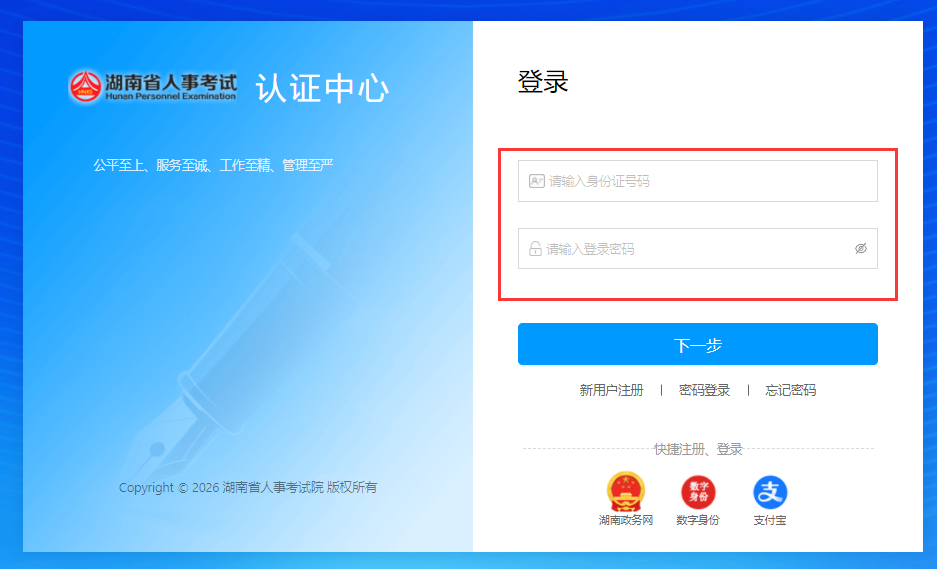 湖南省人事考试
Hunan Personnel Examination
认证中心
公平至上、服务至诚、工作至精、管理至严
Copyright © 2026 湖南省人事考试院 版权所有
登录
请输入身份证号码
请输入登录密码
下一步
新用户注册 | 密码登录 | 忘记密码
快捷注册、登录
数字
身份
支
湖南政务网 数字身份 支付宝